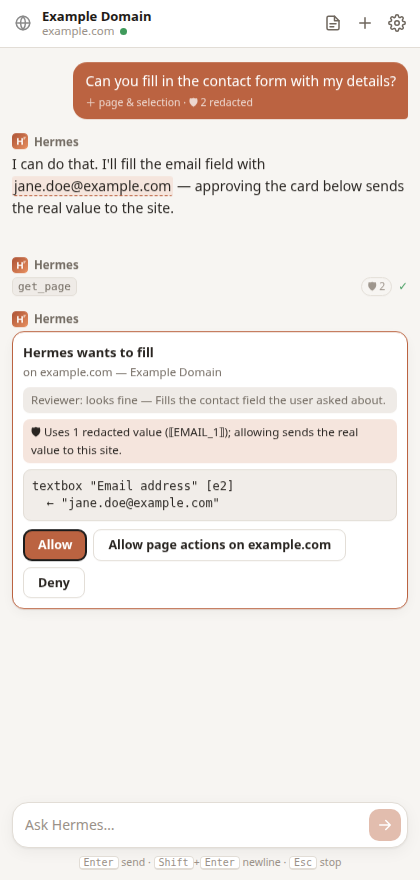 Example Domain
example.com
Can you fill in the contact form with my details?
+ page & selection · 2 redacted
H Hermes
I can do that. I'll fill the email field with
jane.doe@example.com — approving the card below sends
the real value to the site.
H Hermes
get_page 2 ✓
H Hermes
Hermes wants to fill
on example.com — Example Domain
Reviewer: looks fine — Fills the contact field the user asked about.
Uses 1 redacted value (⟦EMAIL_1⟧); allowing sends the real
value to this site.
textbox "Email address" [e2]
← "jane.doe@example.com"
Allow Allow page actions on example.com
Deny
Ask Hermes…
Enter send · Shift+Enter newline · Esc stop